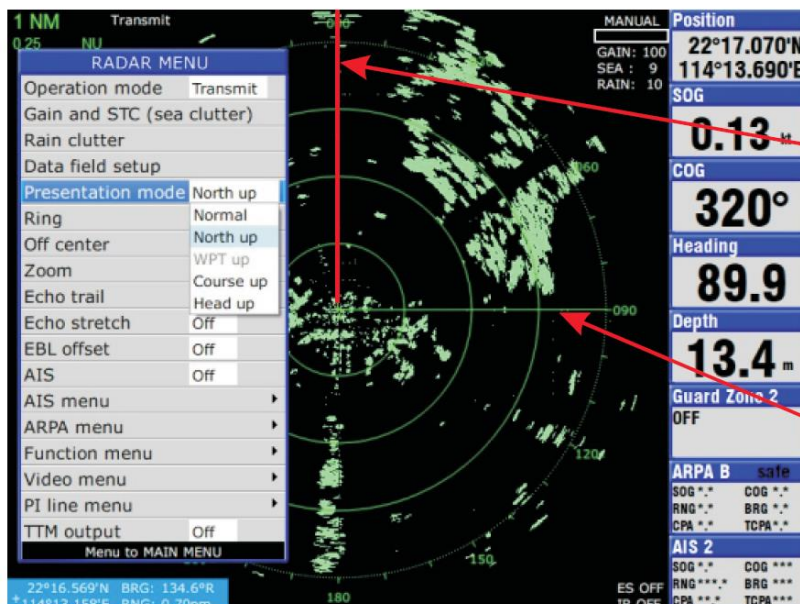 1 NM Transmit
0.25 NU
RADAR MENU
Operation mode Transmit
Gain and STC (sea clutter)
Rain clutter
Data field setup
Presentation mode North up
Normal
North up
WPT up
Course up
Head up
Ring
Off center
Zoom
Echo trail
Echo stretch Off
EBL offset Off
AIS Off
AIS menu
ARPA menu
Function menu
Video menu
PI line menu
TTM output Off
Menu to MAIN MENU
22°16.569'N BRG: 134.6°R
000
060
090
120
150
180
MANUAL
GAIN: 100
SEA : 9
RAIN: 10
ES OFF
Position
22°17.070'N
114°13.690'E
SOG
0.13 kt
COG
320°
Heading
89.9
Depth
13.4 m
Guard Zone 2
OFF
ARPA B safe
SOG *.* COG *.*
RNG *.* BRG *.*
CPA *.* TCPA *.*
AIS 2
SOG *.* COG ***
RNG ***.* BRG ***
CPA **.* TCPA***